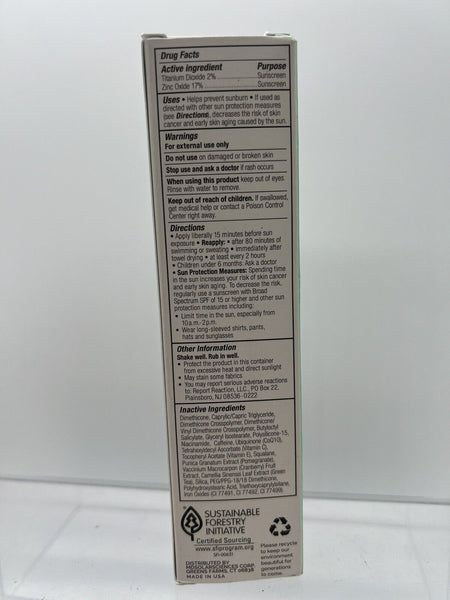 Drug Facts
Active ingredient Purpose
Titanium Dioxide 2% Sunscreen
Zinc Oxide 17% Sunscreen
Uses • Helps prevent sunburn • If used as
directed with other sun protection measures
(see Directions), decreases the risk of skin
cancer and early skin aging caused by the sun.
Warnings
For external use only
Do not use on damaged or broken skin
Stop use and ask a doctor if rash occurs
When using this product keep out of eyes.
Rinse with water to remove.
Keep out of reach of children. If swallowed,
get medical help or contact a Poison Control
Center right away.
Directions
• Apply liberally 15 minutes before sun
exposure • Reapply: • after 80 minutes of
swimming or sweating • immediately after
towel drying • at least every 2 hours
• Children under 6 months: Ask a doctor
• Sun Protection Measures: Spending time
in the sun increases your risk of skin cancer
and early skin aging. To decrease the risk,
regularly use a sunscreen with Broad
Spectrum SPF of 15 or higher and other sun
protection measures including:
• Limit time in the sun, especially from
10a.m.-2p.m.
• Wear long-sleeved shirts, pants,
hats and sunglasses
Other Information
Shake well. Rub in well.
• Protect the product in this container
from excessive heat and direct sunlight
• May stain some fabrics
• You may report serious adverse reactions
to: Report Reaction, LLC., PO Box 22,
Plainsboro, NJ 08536 -0222
Inactive Ingredients
Dimethicone, Caprylic/Capric Triglyceride,
Dimethicone Crosspolymer, Dimethicone/
Vinyl Dimethicone Crosspolymer, Butyloctyl
Salicylate, Glyceryl Isostearate, Polysilicone-15,
Niacinamide, Caffeine, Ubiquinone (CoQ10),
Tetrahexyldecyl Ascorbate (Vitamin C),
Tocopheryl Acetate (Vitamin E), Squalane,
Punica Granatum Extract (Pomegranate),
Vaccinium Macrocarpon (Cranberry) Fruit
Extract, Camellia Sinensis Leaf Extract (Green
Tea), Silica, PEG/PPG-18/18 Dimethicone,
Polyhydroxystearic Acid, Triethoxycaprylylsilane,
Iron Oxides (CI 77491, CI 77492, CI 77499)
SUSTAINABLE
FORESTRY
INITIATIVE
Certified Sourcing
www.sfiprogram.org
SFI-00631
DISTRIBUTED BY
MDSOLARSCIENCES CORP.
GREENS FARMS, CT 06838
MADE IN USA
Please recycle
to keep our
environment
beautiful for
generations
to come.